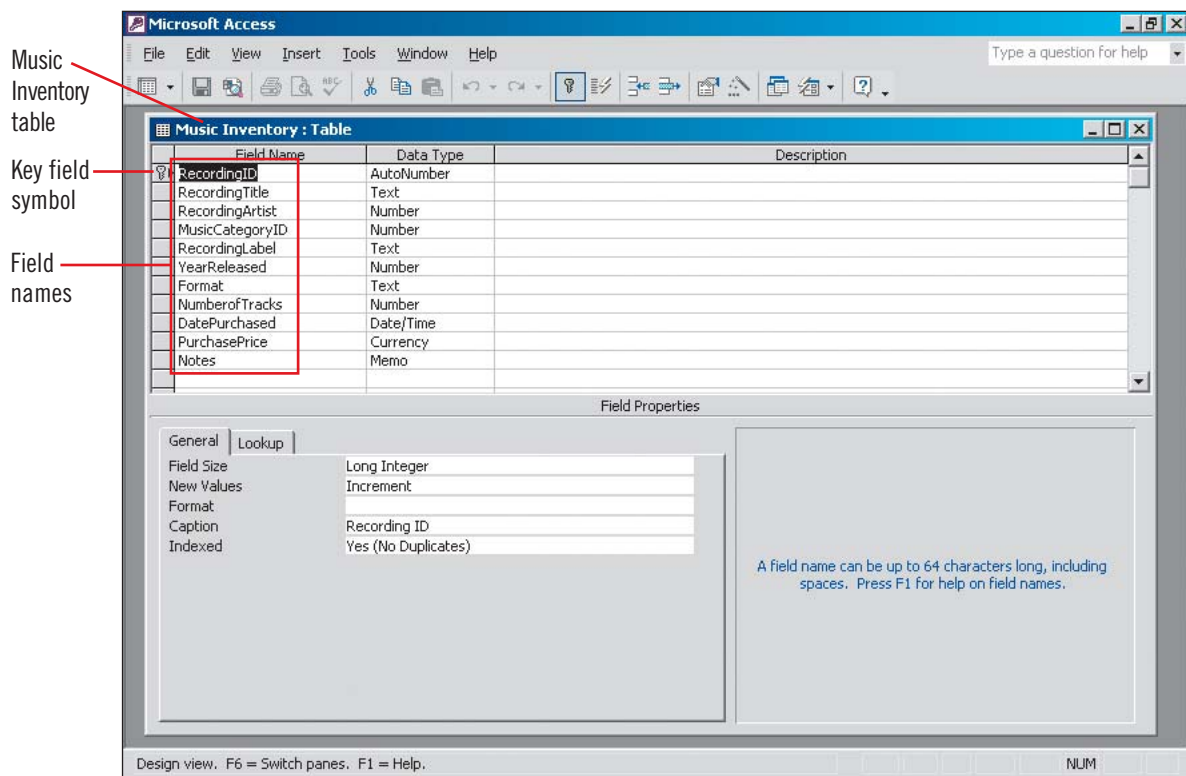 Microsoft Access
File Edit View Insert Tools Window Help
Type a question for help
Music
Inventory
table
Key field
symbol
Field
names
Music Inventory : Table
Field Name Data Type Description
RecordingID AutoNumber
RecordingTitle Text
RecordingArtist Number
MusicCategoryID Number
RecordingLabel Text
YearReleased Number
Format Text
NumberofTracks Number
DatePurchased Date/Time
PurchasePrice Currency
Notes Memo
Field Properties
General Lookup
Field Size Long Integer
New Values Increment
Format
Caption Recording ID
Indexed Yes (No Duplicates)
A field name can be up to 64 characters long, including
spaces. Press F1 for help on field names.
Design view. F6 = Switch panes. F1 = Help.
NUM